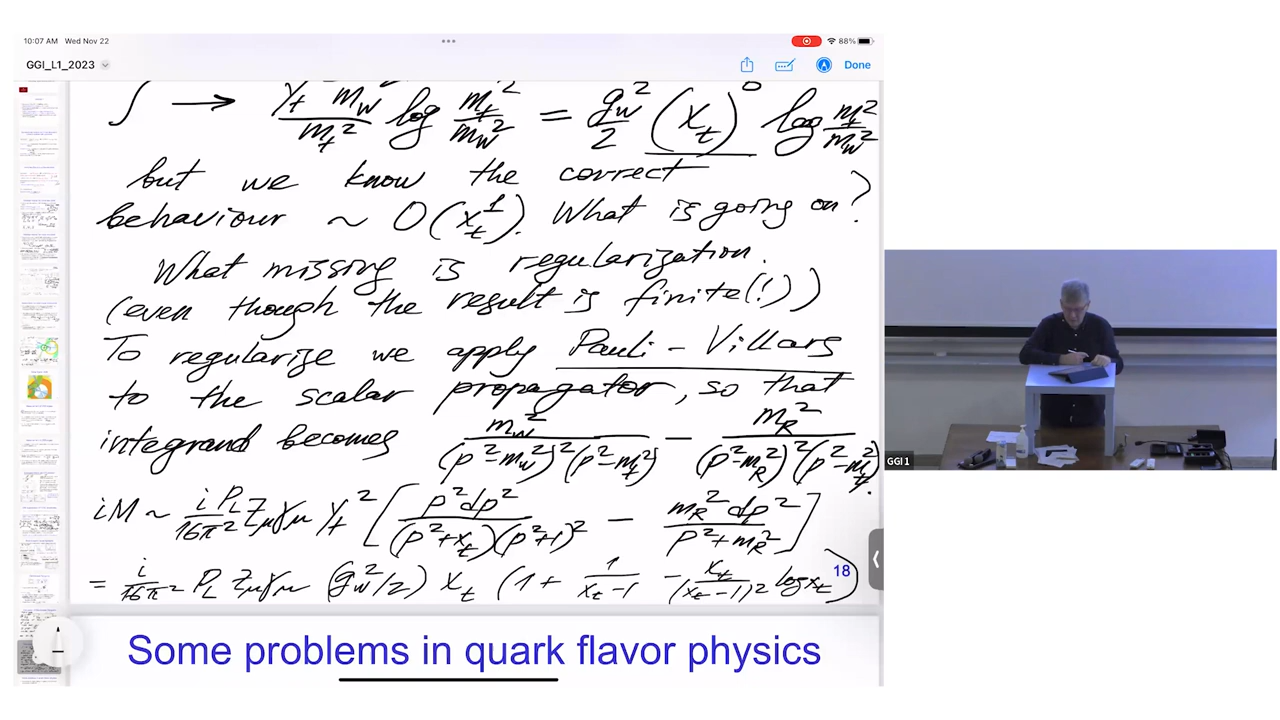 10:07 AM Wed Nov 22
88%
GGI_L1_2023
Done
∫ → y_t m_W^2 / m_t^2 log m_t^2/m_W^2 = g_W^2/2 (x_t)^0 log m_t^2/m_W^2
but we know the correct
behaviour ~ O(x_t^1). What is going on?
What missing is regularization.
(even though the result is finite(!))
To regularize we apply Pauli-Villars
to the scalar propagator, so that
integrand becomes m_W^2 / (p^2-m_W^2)^2(p^2-m_t^2) - m_R^2 / (p^2-m_R^2)^2(p^2-m_t^2).
iM ~ i P_L/16π^2 Z_μ γ_μ y_t^2 [ p^2 dp^2 / (p^2+x_t)(p^2+1)^2 - m_R^2 dp^2 / p^2+m_R^2 ]
= i/16π^2 P_L Z_μ γ_μ (g_W^2/2) x_t (1 + 1/(x_t-1) - x_t/(x_t-1)^2 log x_t)
18
Some problems in quark flavor physics
GGI 1